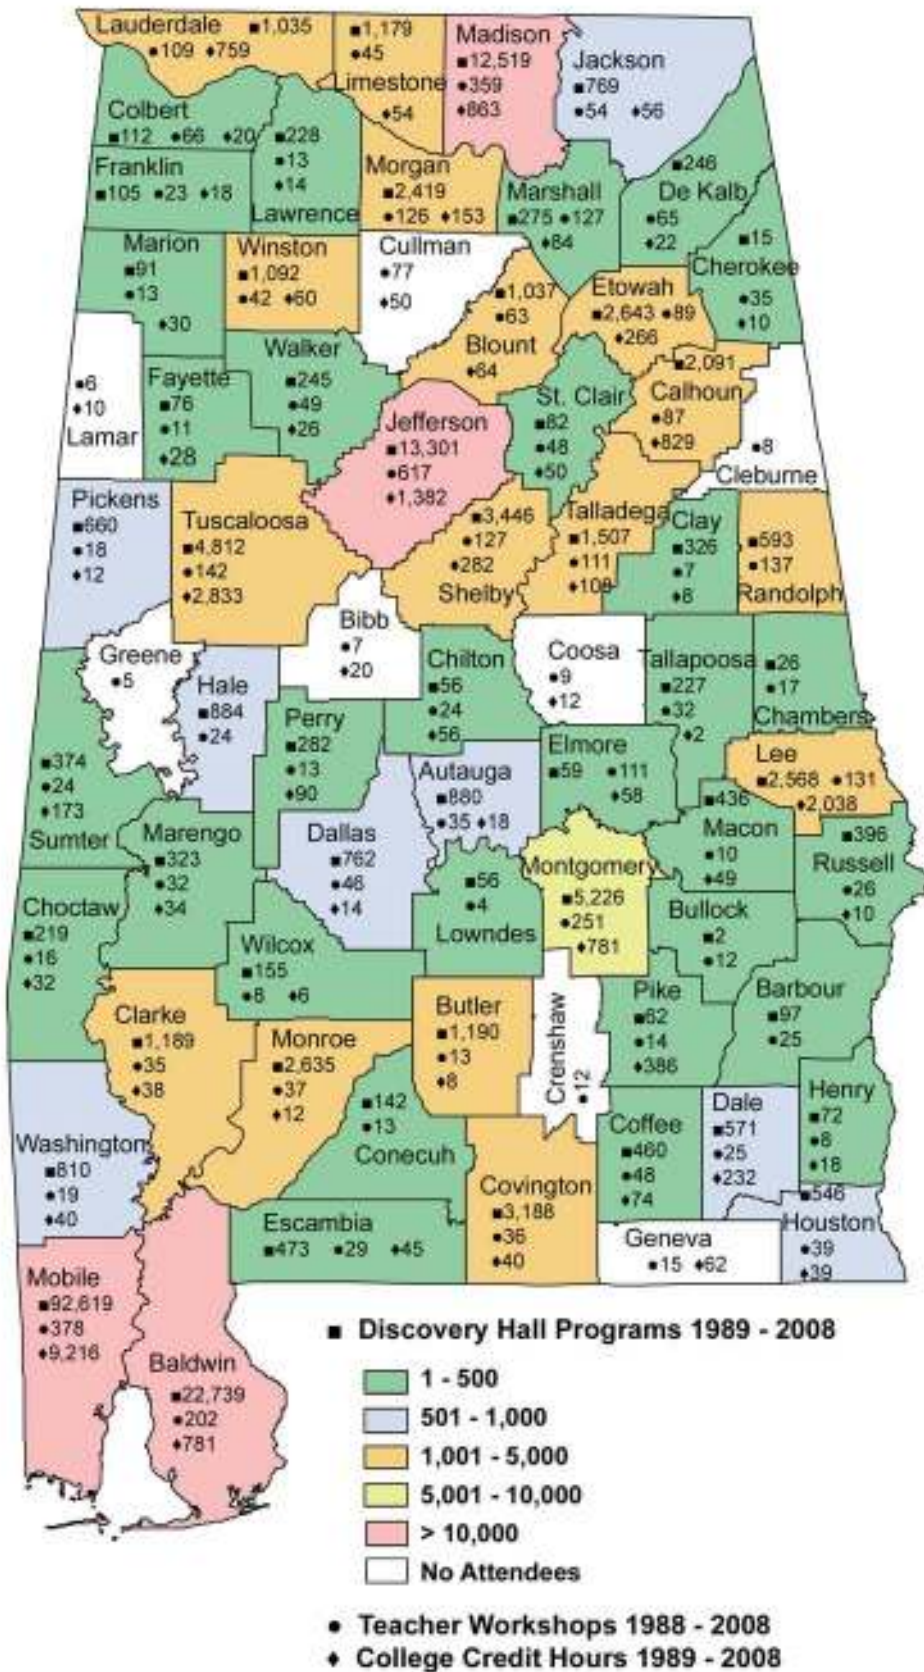 Lauderdale ■1,035
●109 ♦759
■1,179
●45
Limestone
♦54
Madison
■12,519
●359
♦863
Jackson
■769
●54 ♦56
Colbert
■112 ●66 ♦20
■228
●13
♦14
Lawrence
Franklin
■105 ●23 ♦18
Morgan
■2,419
●126 ♦153
Marshall
■275 ●127
♦84
■246
De Kalb
●65
♦22
■15
Cherokee
●35
♦10
Marion
■91
●13
♦30
Winston
■1,092
●42 ♦60
Cullman
●77
♦50
■1,037
●63
Blount
♦64
Etowah
■2,643 ●89
♦266
Walker
■245
●49
♦26
●6
♦10
Lamar
Fayette
■76
●11
♦28
Jefferson
■13,301
●617
♦1,382
St. Clair
■82
●48
♦50
■2,091
Calhoun
●87
♦829
●8
Cleburne
Pickens
■660
●18
♦12
Tuscaloosa
■4,812
●142
♦2,833
■3,446
●127
♦282
Shelby
Talladega
■1,507
●111
♦108
Clay
■326
●7
♦6
■593
●137
Randolph
Bibb
●7
♦20
Greene
●5
Hale
■884
●24
Chilton
■56
●24
♦56
Coosa
●9
♦12
Tallapoosa
■227
●32
♦2
■26
●17
Chambers
Perry
■282
●13
♦90
■374
●24
♦173
Sumter
Autauga
■880
●35 ♦18
Elmore
■59 ●111
♦58
Lee
■2,568 ●131
♦2,038
Marengo
■323
●32
♦34
Dallas
■762
●46
♦14
■436
Macon
●10
♦49
■396
Russell
●26
♦10
■56
●4
Lowndes
Montgomery
■5,226
●251
♦781
Bullock
■2
●12
Choctaw
■219
●16
♦32
Wilcox
■155
●8 ♦6
Clarke
■1,189
●35
♦38
Monroe
■2,635
●37
♦12
Butler
■1,190
●13
♦8
Crenshaw
●12
Pike
■62
●14
♦386
Barbour
■97
●25
■142
●13
Conecuh
Coffee
■460
●48
♦74
Dale
■571
●25
♦232
Henry
■72
●8
♦18
Washington
■810
●19
♦40
Covington
■3,188
●36
♦40
■546
Houston
●39
♦39
Escambia
■473 ●29 ♦45
Geneva
●15 ♦62
Mobile
■92,619
●378
♦9,216
Baldwin
■22,739
●202
♦781
■ Discovery Hall Programs 1989 - 2008
1 - 500
501 - 1,000
1,001 - 5,000
5,001 - 10,000
> 10,000
No Attendees
● Teacher Workshops 1988 - 2008
♦ College Credit Hours 1989 - 2008